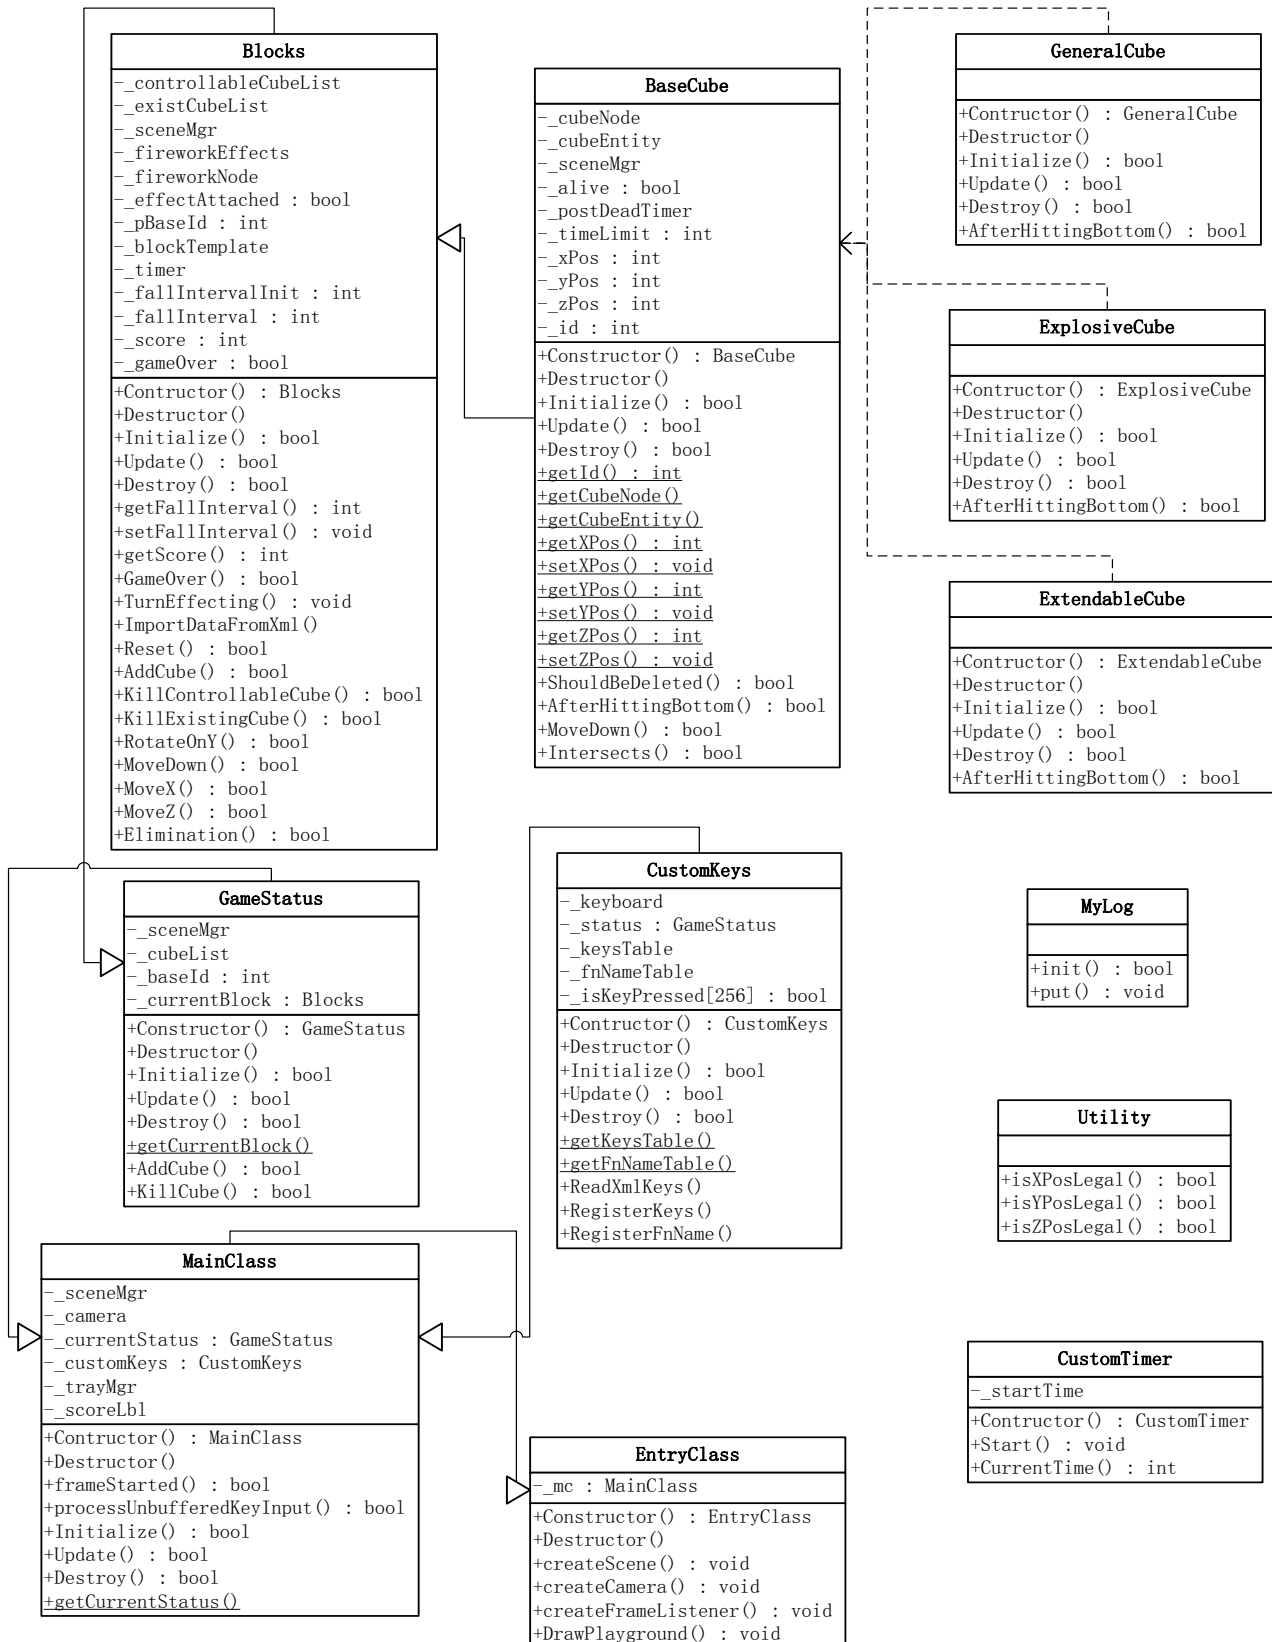 Blocks
-_controllableCubeList
-_existCubeList
-_sceneMgr
-_fireworkEffects
-_fireworkNode
-_effectAttached : bool
-_pBaseId : int
-_blockTemplate
-_timer
-_fallIntervalInit : int
-_fallInterval : int
-_score : int
-_gameOver : bool
+Contructor() : Blocks
+Destructor()
+Initialize() : bool
+Update() : bool
+Destroy() : bool
+getFallInterval() : int
+setFallInterval() : void
+getScore() : int
+GameOver() : bool
+TurnEffecting() : void
+ImportDataFromXml()
+Reset() : bool
+AddCube() : bool
+KillControllableCube() : bool
+KillExistingCube() : bool
+RotateOnY() : bool
+MoveDown() : bool
+MoveX() : bool
+MoveZ() : bool
+Elimination() : bool
BaseCube
-_cubeNode
-_cubeEntity
-_sceneMgr
-_alive : bool
-_postDeadTimer
-_timeLimit : int
-_xPos : int
-_yPos : int
-_zPos : int
-_id : int
+Constructor() : BaseCube
+Destructor()
+Initialize() : bool
+Update() : bool
+Destroy() : bool
+getId() : int
+getCubeNode()
+getCubeEntity()
+getXPos() : int
+setXPos() : void
+getYPos() : int
+setYPos() : void
+getZPos() : int
+setZPos() : void
+ShouldBeDeleted() : bool
+AfterHittingBottom() : bool
+MoveDown() : bool
+Intersects() : bool
GeneralCube
+Contructor() : GeneralCube
+Destructor()
+Initialize() : bool
+Update() : bool
+Destroy() : bool
+AfterHittingBottom() : bool
ExplosiveCube
+Contructor() : ExplosiveCube
+Destructor()
+Initialize() : bool
+Update() : bool
+Destroy() : bool
+AfterHittingBottom() : bool
ExtendableCube
+Contructor() : ExtendableCube
+Destructor()
+Initialize() : bool
+Update() : bool
+Destroy() : bool
+AfterHittingBottom() : bool
GameStatus
-_sceneMgr
-_cubeList
-_baseId : int
-_currentBlock : Blocks
+Constructor() : GameStatus
+Destructor()
+Initialize() : bool
+Update() : bool
+Destroy() : bool
+getCurrentBlock()
+AddCube() : bool
+KillCube() : bool
CustomKeys
-_keyboard
-_status : GameStatus
-_keysTable
-_fnNameTable
-_isKeyPressed[256] : bool
+Contructor() : CustomKeys
+Destructor()
+Initialize() : bool
+Update() : bool
+Destroy() : bool
+getKeysTable()
+getFnNameTable()
+ReadXmlKeys()
+RegisterKeys()
+RegisterFnName()
MyLog
+init() : bool
+put() : void
Utility
+isXPosLegal() : bool
+isYPosLegal() : bool
+isZPosLegal() : bool
MainClass
-_sceneMgr
-_camera
-_currentStatus : GameStatus
-_customKeys : CustomKeys
-_trayMgr
-_scoreLbl
+Contructor() : MainClass
+Destructor()
+frameStarted() : bool
+processUnbufferedKeyInput() : bool
+Initialize() : bool
+Update() : bool
+Destroy() : bool
+getCurrentStatus()
EntryClass
-_mc : MainClass
+Constructor() : EntryClass
+Destructor()
+createScene() : void
+createCamera() : void
+createFrameListener() : void
+DrawPlayground() : void
CustomTimer
-_startTime
+Contructor() : CustomTimer
+Start() : void
+CurrentTime() : int